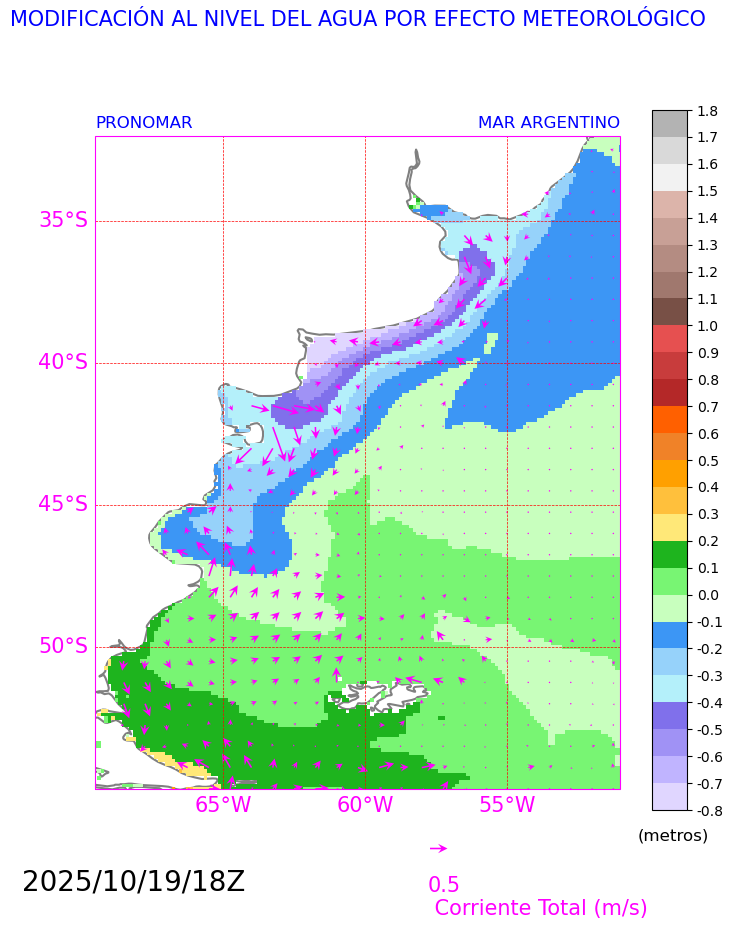 MODIFICACIÓN AL NIVEL DEL AGUA POR EFECTO METEOROLÓGICO
PRONOMAR
MAR ARGENTINO
35°S
40°S
45°S
50°S
65°W
60°W
55°W
1.8
1.7
1.6
1.5
1.4
1.3
1.2
1.1
1.0
0.9
0.8
0.7
0.6
0.5
0.4
0.3
0.2
0.1
0.0
-0.1
-0.2
-0.3
-0.4
-0.5
-0.6
-0.7
-0.8
(metros)
2025/10/19/18Z
0.5
Corriente Total (m/s)